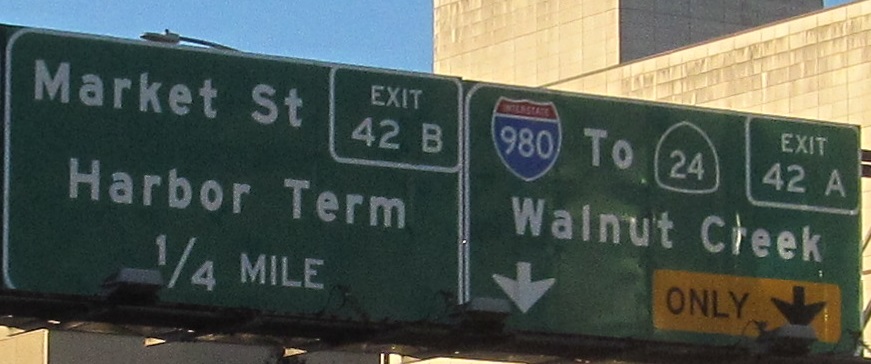 Market St
EXIT
42 B
Harbor Term
1/4 MILE
INTERSTATE
980
To
24
EXIT
42 A
Walnut Creek
ONLY